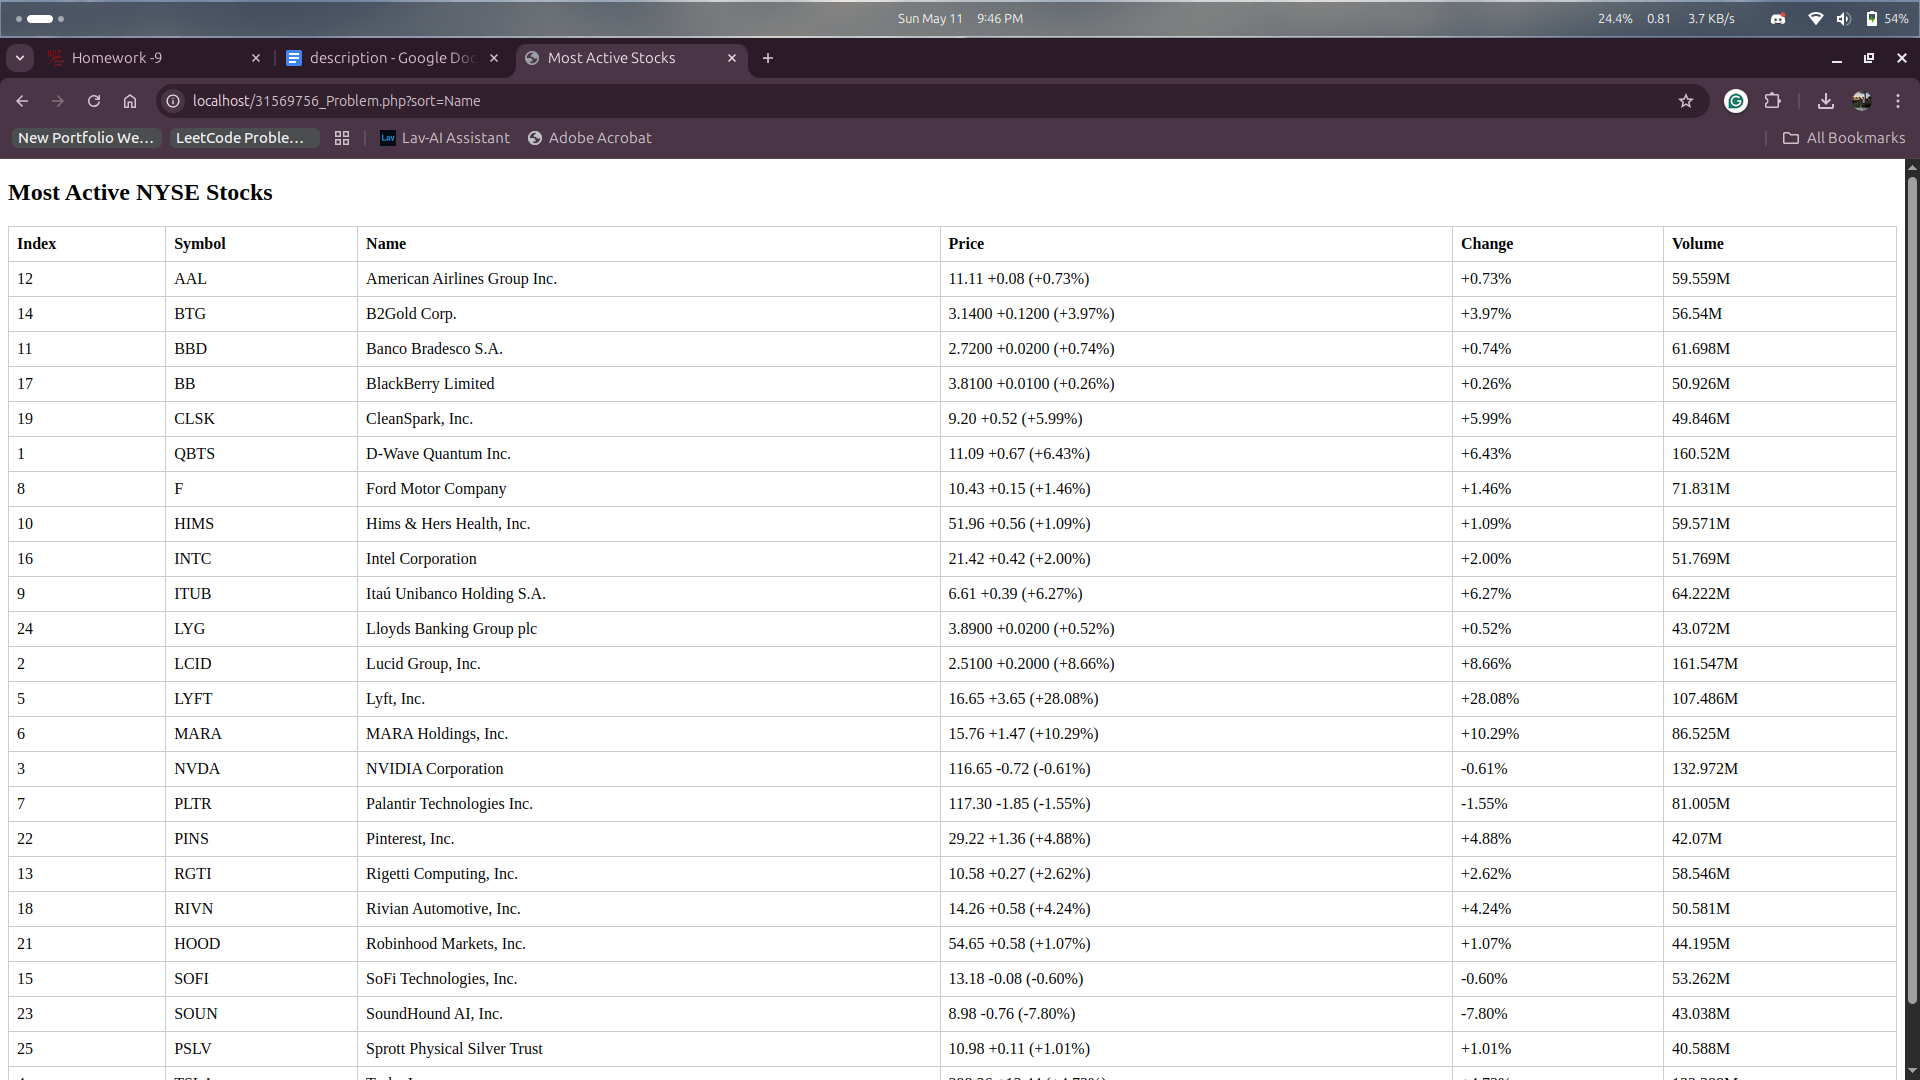 Sun May 11 9:46 PM 24.4% 0.81 3.7 KB/s 54%
Homework -9 description - Google Doc Most Active Stocks
localhost/31569756_Problem.php?sort=Name
New Portfolio We... LeetCode Proble... Lav Lav-AI Assistant Adobe Acrobat All Bookmarks
Most Active NYSE Stocks
Index Symbol Name Price Change Volume
12 AAL American Airlines Group Inc. 11.11 +0.08 (+0.73%) +0.73% 59.559M
14 BTG B2Gold Corp. 3.1400 +0.1200 (+3.97%) +3.97% 56.54M
11 BBD Banco Bradesco S.A. 2.7200 +0.0200 (+0.74%) +0.74% 61.698M
17 BB BlackBerry Limited 3.8100 +0.0100 (+0.26%) +0.26% 50.926M
19 CLSK CleanSpark, Inc. 9.20 +0.52 (+5.99%) +5.99% 49.846M
1 QBTS D-Wave Quantum Inc. 11.09 +0.67 (+6.43%) +6.43% 160.52M
8 F Ford Motor Company 10.43 +0.15 (+1.46%) +1.46% 71.831M
10 HIMS Hims & Hers Health, Inc. 51.96 +0.56 (+1.09%) +1.09% 59.571M
16 INTC Intel Corporation 21.42 +0.42 (+2.00%) +2.00% 51.769M
9 ITUB Itaú Unibanco Holding S.A. 6.61 +0.39 (+6.27%) +6.27% 64.222M
24 LYG Lloyds Banking Group plc 3.8900 +0.0200 (+0.52%) +0.52% 43.072M
2 LCID Lucid Group, Inc. 2.5100 +0.2000 (+8.66%) +8.66% 161.547M
5 LYFT Lyft, Inc. 16.65 +3.65 (+28.08%) +28.08% 107.486M
6 MARA MARA Holdings, Inc. 15.76 +1.47 (+10.29%) +10.29% 86.525M
3 NVDA NVIDIA Corporation 116.65 -0.72 (-0.61%) -0.61% 132.972M
7 PLTR Palantir Technologies Inc. 117.30 -1.85 (-1.55%) -1.55% 81.005M
22 PINS Pinterest, Inc. 29.22 +1.36 (+4.88%) +4.88% 42.07M
13 RGTI Rigetti Computing, Inc. 10.58 +0.27 (+2.62%) +2.62% 58.546M
18 RIVN Rivian Automotive, Inc. 14.26 +0.58 (+4.24%) +4.24% 50.581M
21 HOOD Robinhood Markets, Inc. 54.65 +0.58 (+1.07%) +1.07% 44.195M
15 SOFI SoFi Technologies, Inc. 13.18 -0.08 (-0.60%) -0.60% 53.262M
23 SOUN SoundHound AI, Inc. 8.98 -0.76 (-7.80%) -7.80% 43.038M
25 PSLV Sprott Physical Silver Trust 10.98 +0.11 (+1.01%) +1.01% 40.588M